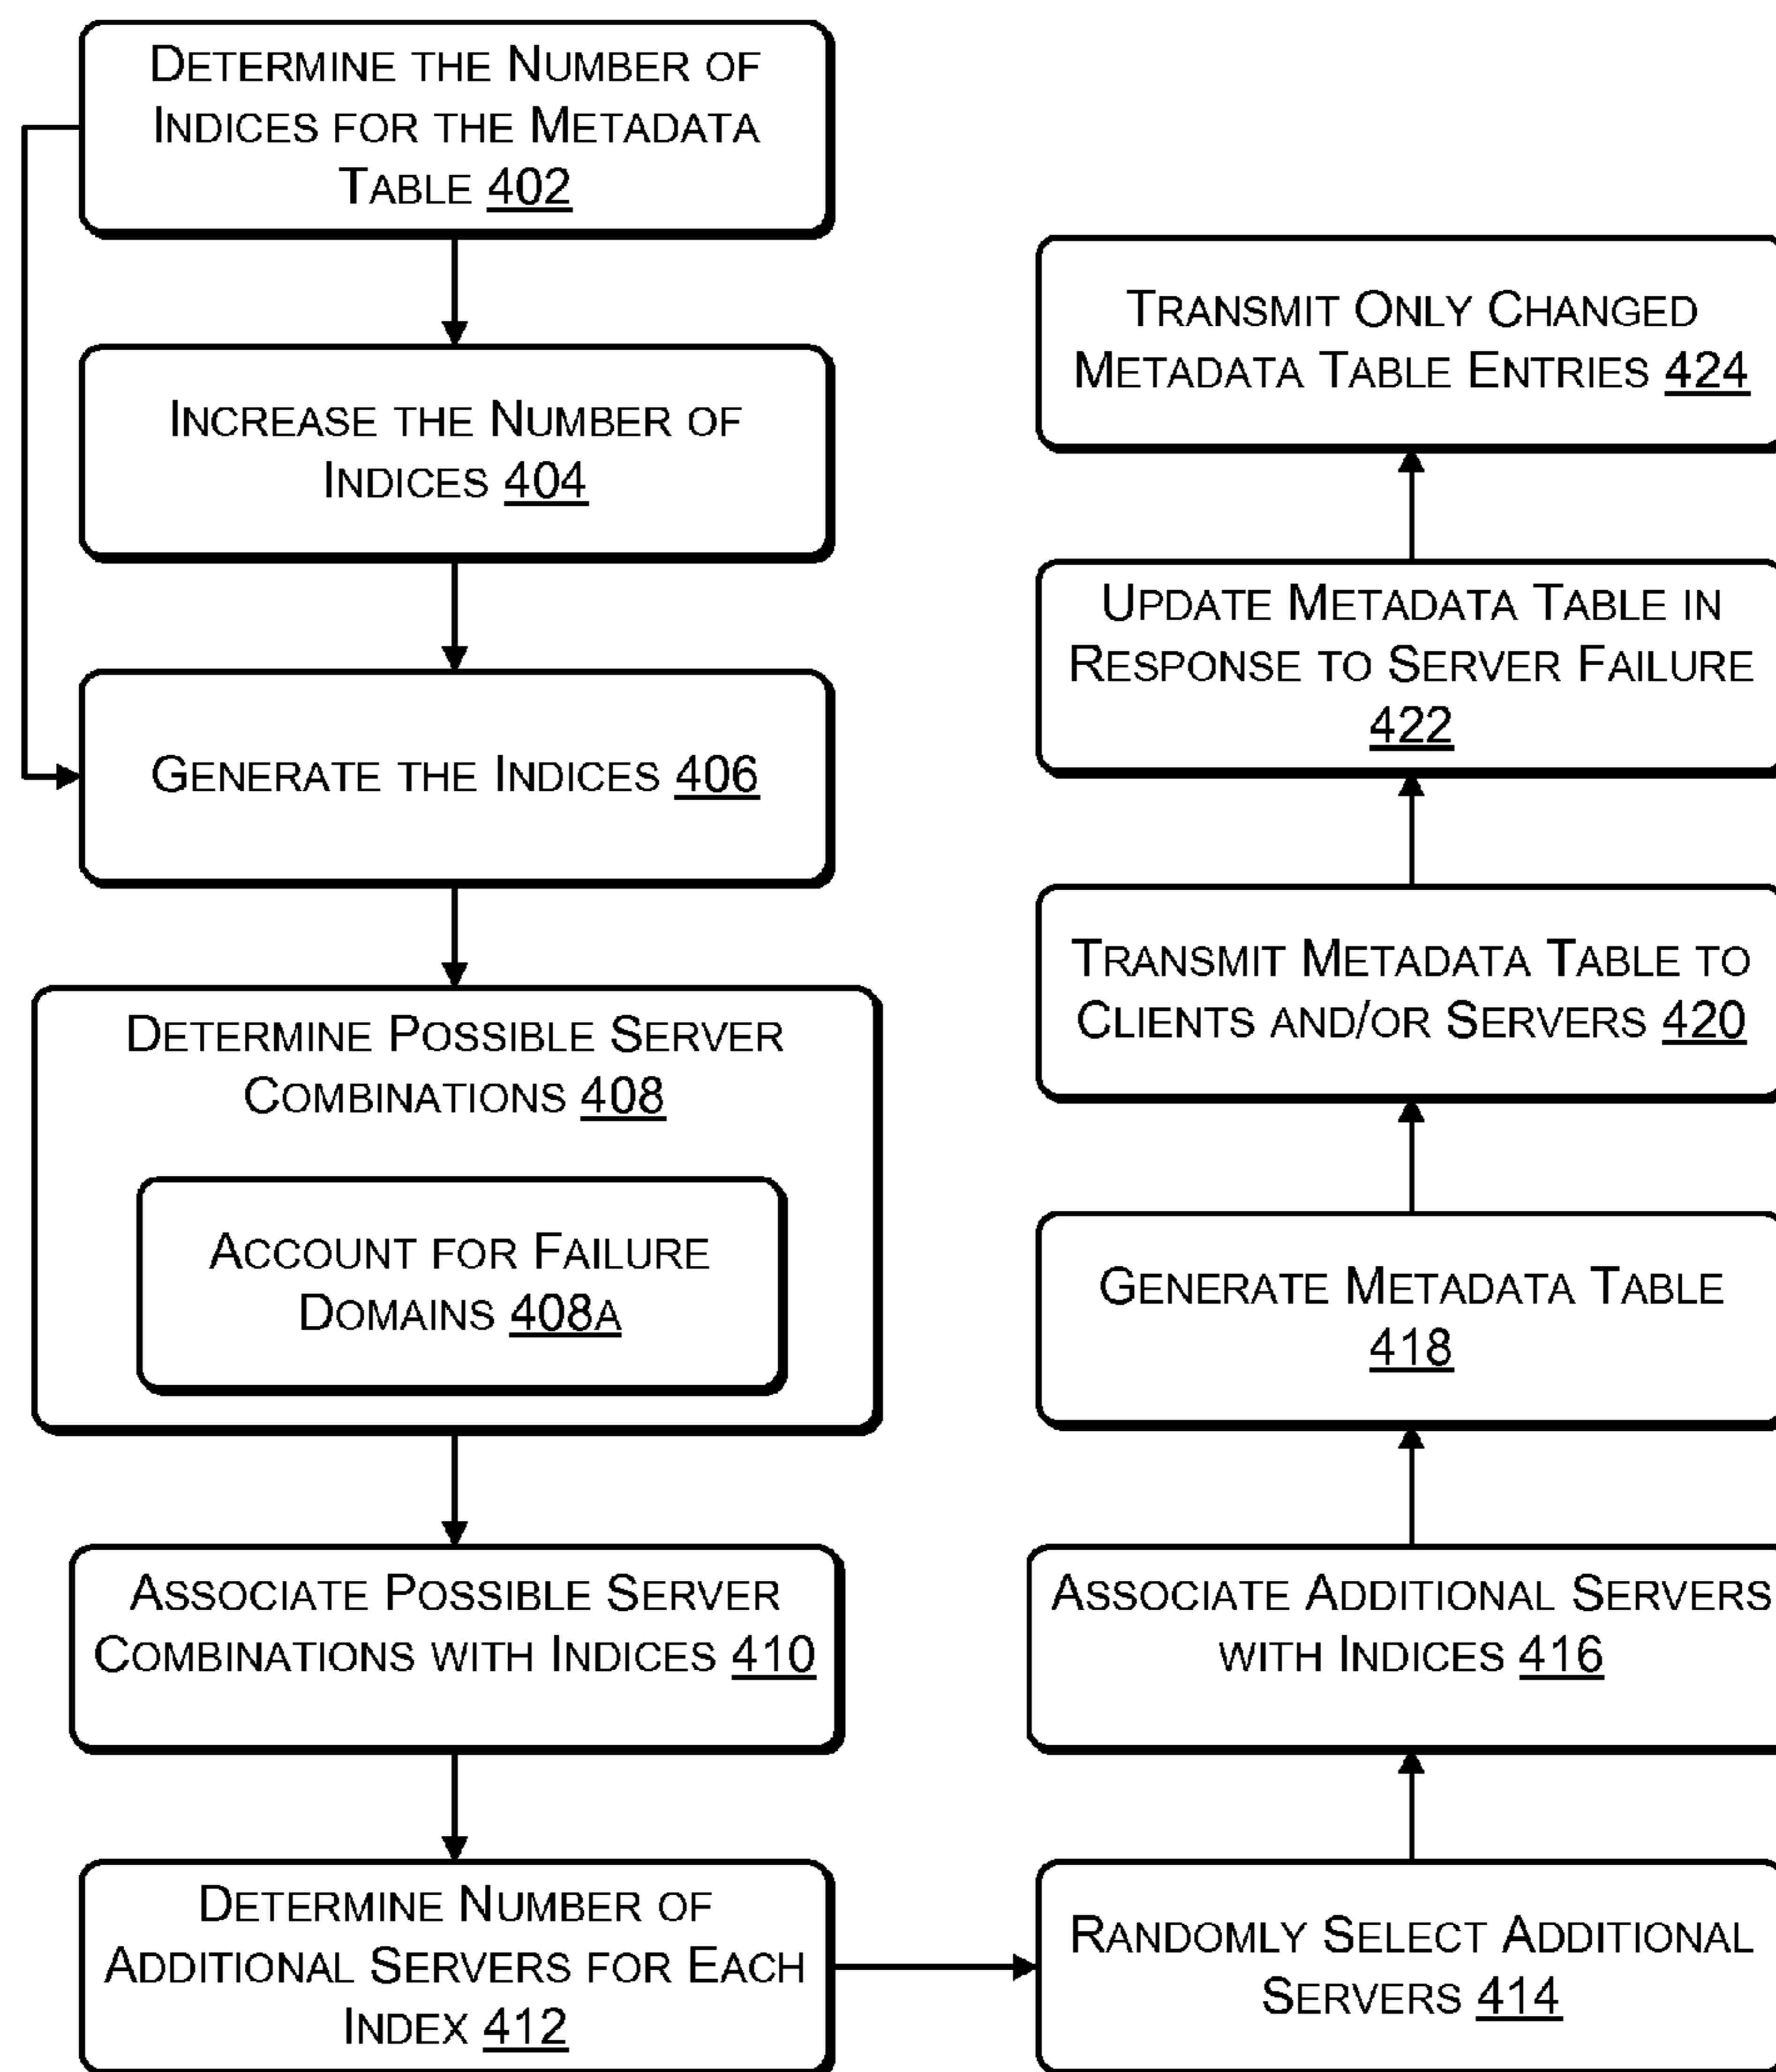 DETERMINE THE NUMBER OF
INDICES FOR THE METADATA
TABLE 402
INCREASE THE NUMBER OF
INDICES 404
GENERATE THE INDICES 406
DETERMINE POSSIBLE SERVER
COMBINATIONS 408
ACCOUNT FOR FAILURE
DOMAINS 408A
ASSOCIATE POSSIBLE SERVER
COMBINATIONS WITH INDICES 410
DETERMINE NUMBER OF
ADDITIONAL SERVERS FOR EACH
INDEX 412
RANDOMLY SELECT ADDITIONAL
SERVERS 414
ASSOCIATE ADDITIONAL SERVERS
WITH INDICES 416
GENERATE METADATA TABLE
418
TRANSMIT METADATA TABLE TO
CLIENTS AND/OR SERVERS 420
UPDATE METADATA TABLE IN
RESPONSE TO SERVER FAILURE
422
TRANSMIT ONLY CHANGED
METADATA TABLE ENTRIES 424